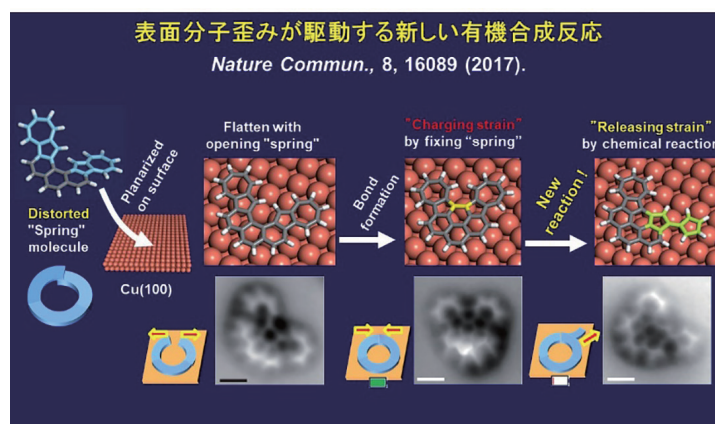 表面分子歪みが駆動する新しい有機合成反応
Nature Commun., 8, 16089 (2017).
Distorted
"Spring"
molecule
Planarized
on surface
Cu(100)
Flatten with
opening "spring"
Bond
formation
"Charging strain"
by fixing "spring"
New
reaction !
"Releasing strain"
by chemical reaction